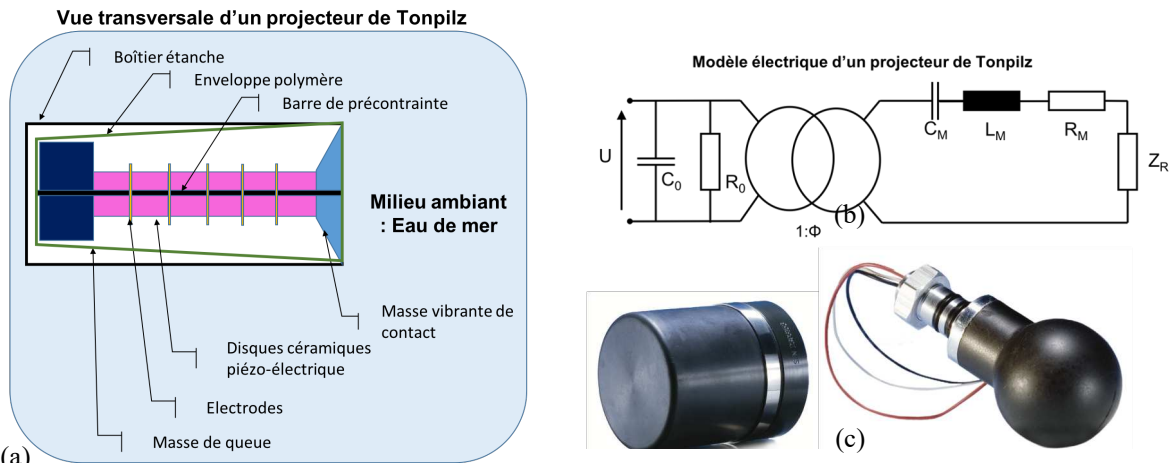 Vue transversale d’un projecteur de Tonpilz
Boîtier étanche
Enveloppe polymère
Barre de précontrainte
Milieu ambiant
: Eau de mer
Masse vibrante de
contact
Disques céramiques
piézo-électrique
Electrodes
Masse de queue
(a)
Modèle électrique d’un projecteur de Tonpilz
U
C0
R0
1:Φ
CM
LM
RM
ZR
(b)
(c)